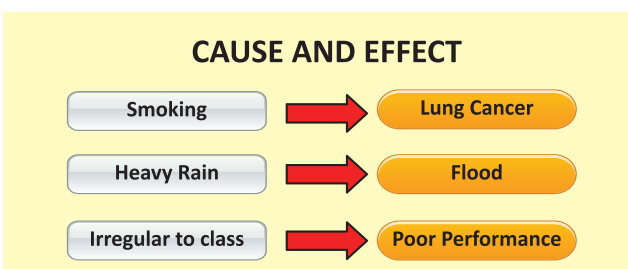 CAUSE AND EFFECT
Smoking
Lung Cancer
Heavy Rain
Flood
Irregular to class
Poor Performance